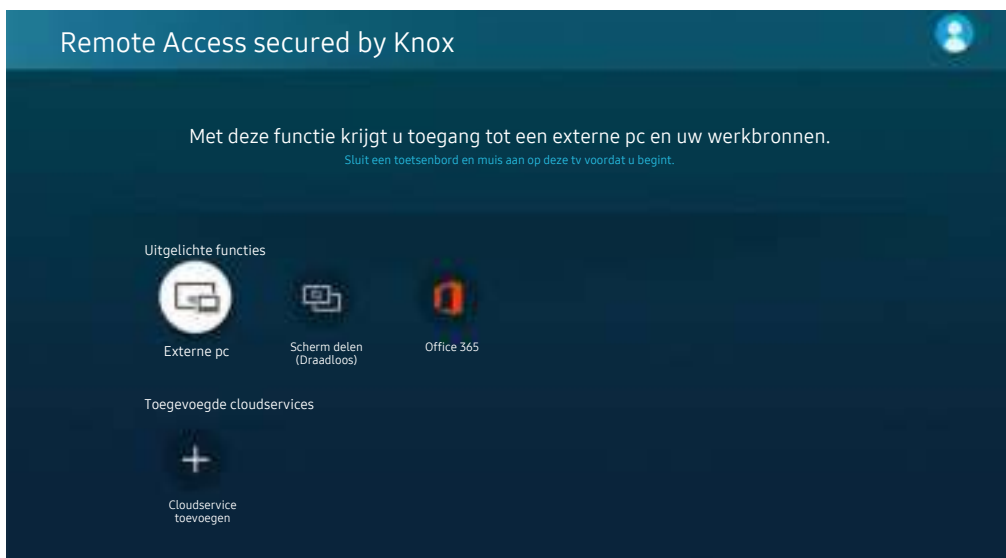 Remote Access secured by Knox
Met deze functie krijgt u toegang tot een externe pc en uw werkbronnen.
Sluit een toetsenbord en muis aan op deze tv voordat u begint.
Uitgelichte functies
Externe pc
Scherm delen
(Draadloos)
Office 365
Toegevoegde cloudservices
Cloudservice
toevoegen